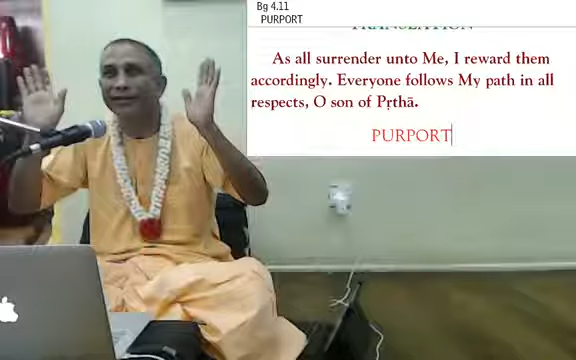 Bg 4.11
PURPORT
TRANSLATION
As all surrender unto Me, I reward them
accordingly. Everyone follows My path in all
respects, O son of Pṛthā.
PURPORT